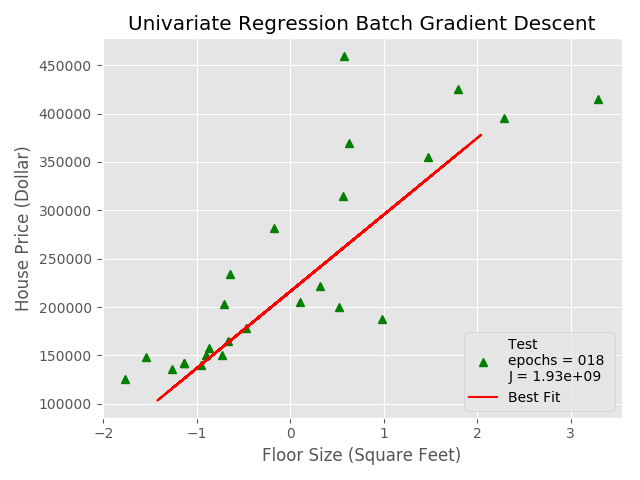 Univariate Regression Batch Gradient Descent
450000
400000
350000
300000
250000
200000
150000
100000
House Price (Dollar)
−2
−1
0
1
2
3
Floor Size (Square Feet)
Test
epochs = 018
J = 1.93e+09
Best Fit